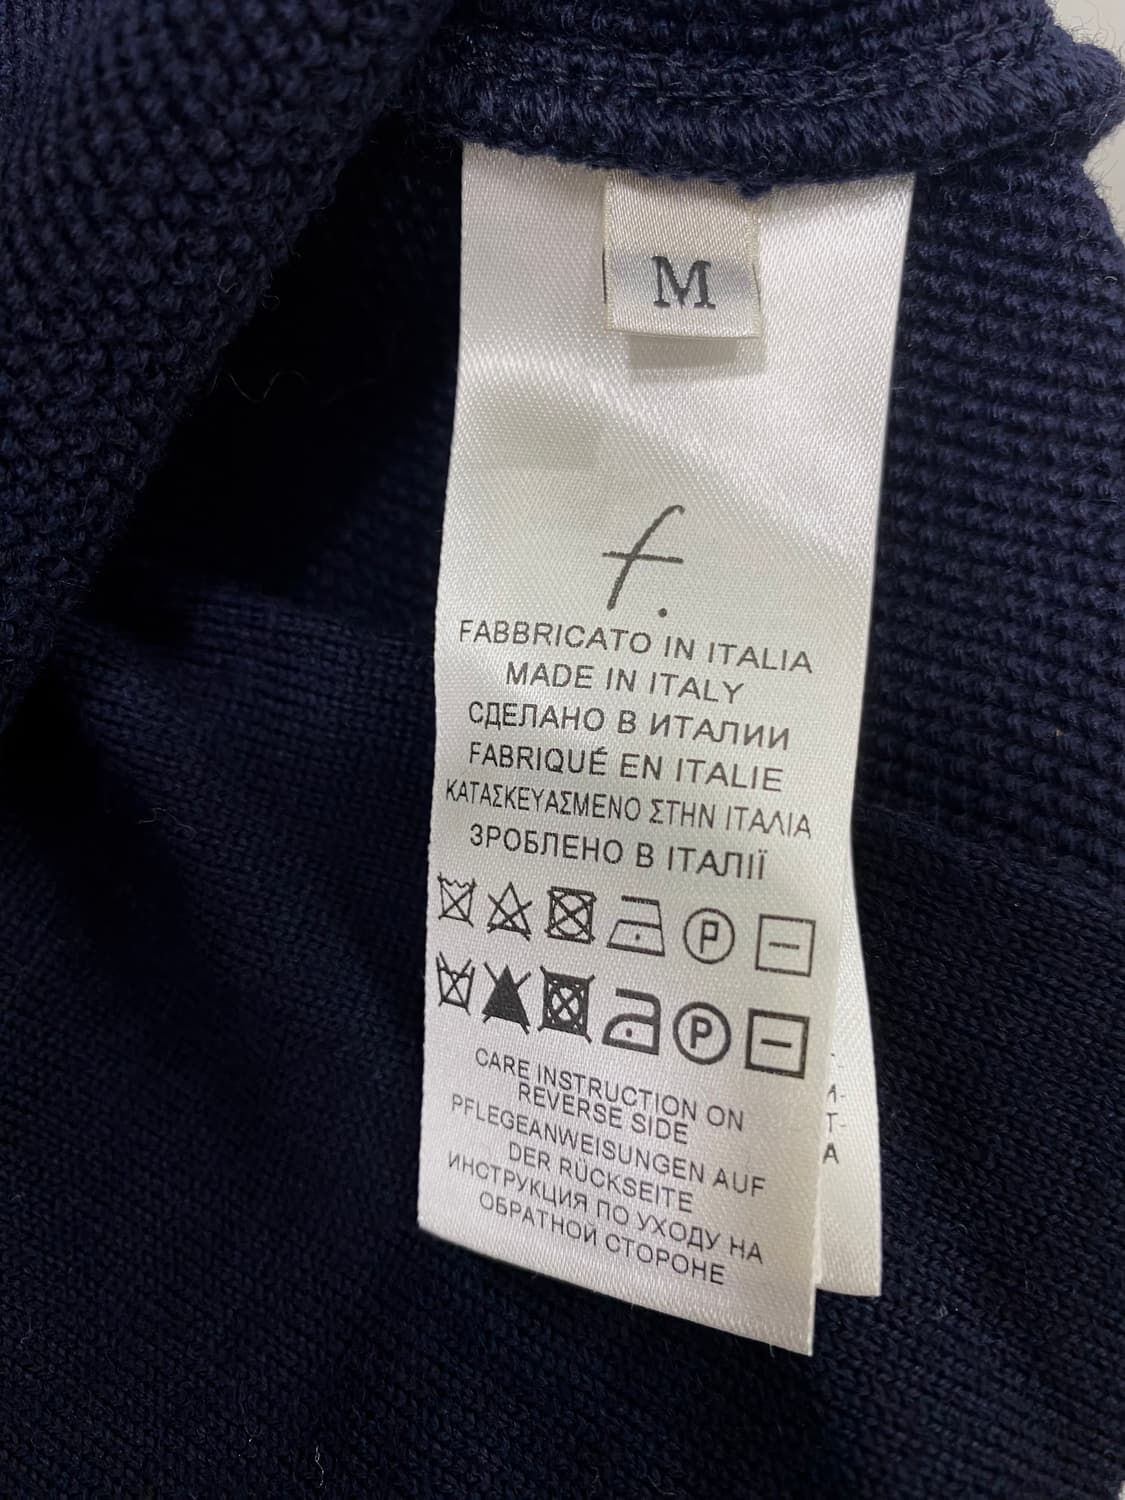 M
f.
FABBRICATO IN ITALIA
MADE IN ITALY
СДЕЛАНО В ИТАЛИИ
FABRIQUÉ EN ITALIE
ΚΑΤΑΣΚΕΥΑΣΜΕΝΟ ΣΤΗΝ ΙΤΑΛΙΑ
ЗРОБЛЕНО В ІТАЛІЇ
P
P
CARE INSTRUCTION ON
REVERSE SIDE
PFLEGEANWEISUNGEN AUF
DER RÜCKSEITE
ИНСТРУКЦИЯ ПО УХОДУ НА
ОБРАТНОЙ СТОРОНЕ